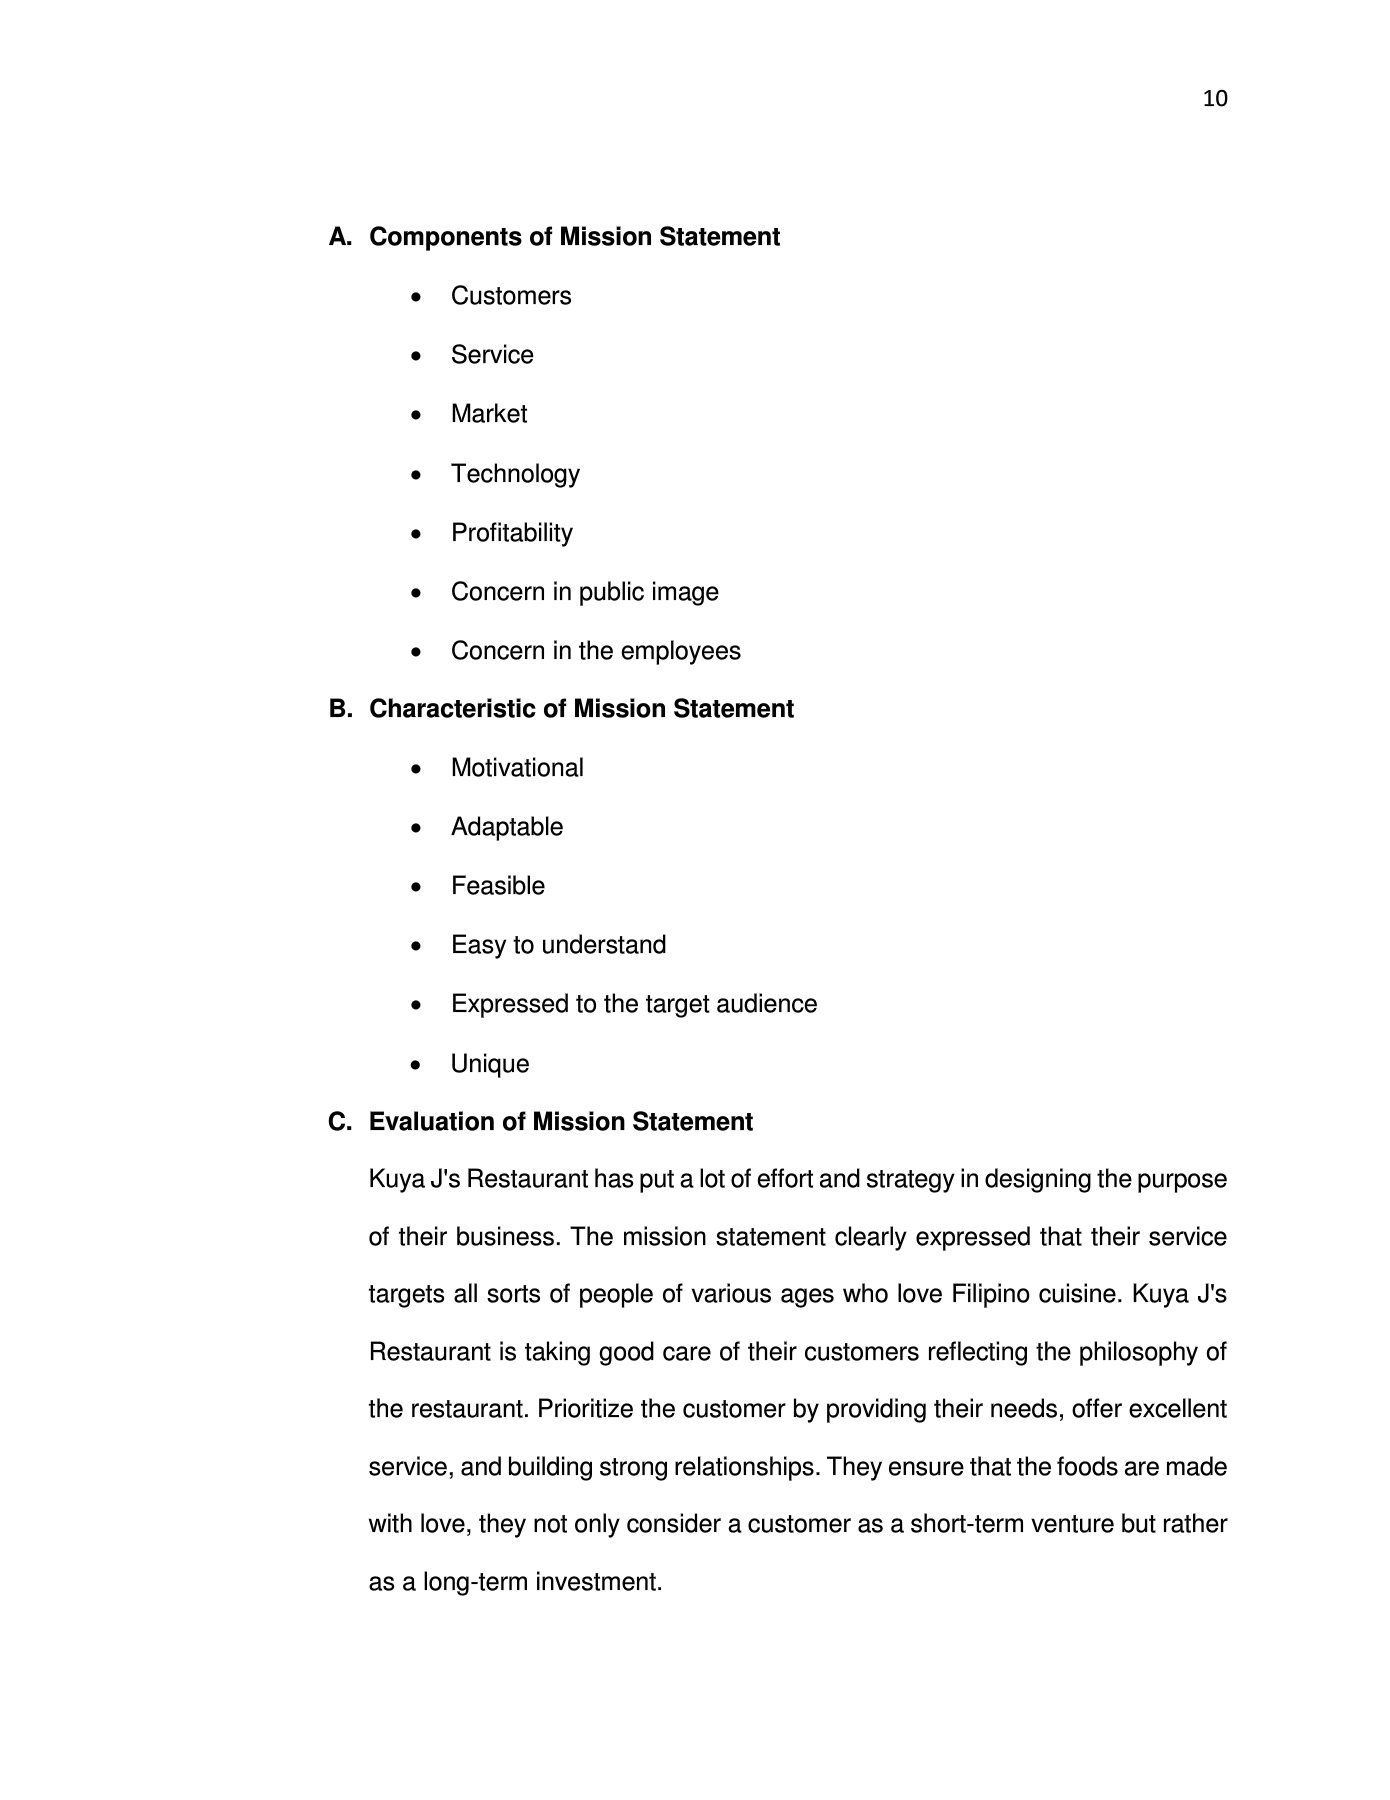 10
A. Components of Mission Statement
• Customers
• Service
• Market
• Technology
• Profitability
• Concern in public image
• Concern in the employees
B. Characteristic of Mission Statement
• Motivational
• Adaptable
• Feasible
• Easy to understand
• Expressed to the target audience
• Unique
C. Evaluation of Mission Statement
Kuya J's Restaurant has put a lot of effort and strategy in designing the purpose
of their business. The mission statement clearly expressed that their service
targets all sorts of people of various ages who love Filipino cuisine. Kuya J's
Restaurant is taking good care of their customers reflecting the philosophy of
the restaurant. Prioritize the customer by providing their needs, offer excellent
service, and building strong relationships. They ensure that the foods are made
with love, they not only consider a customer as a short-term venture but rather
as a long-term investment.